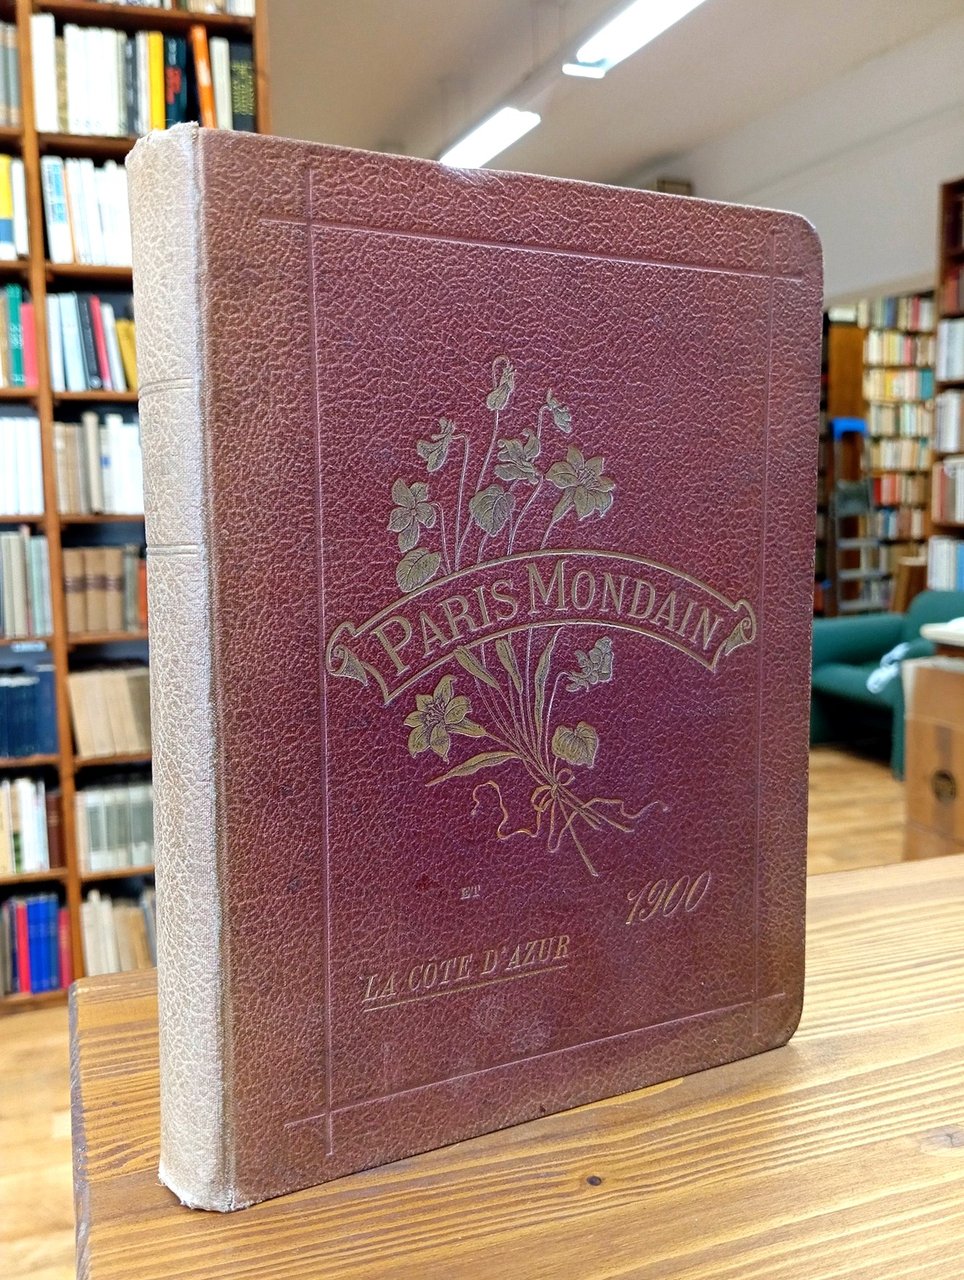 PARIS MONDAIN
ET
1900
LA CÔTE D'AZUR